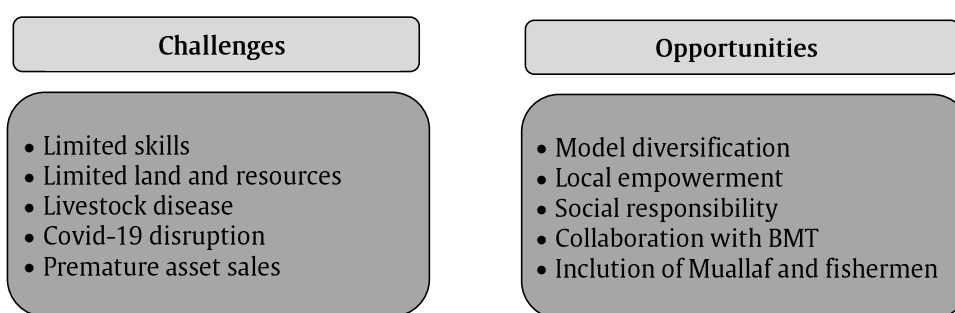 Challenges
• Limited skills
• Limited land and resources
• Livestock disease
• Covid-19 disruption
• Premature asset sales
Opportunities
• Model diversification
• Local empowerment
• Social responsibility
• Collaboration with BMT
• Inclution of Muallaf and fishermen